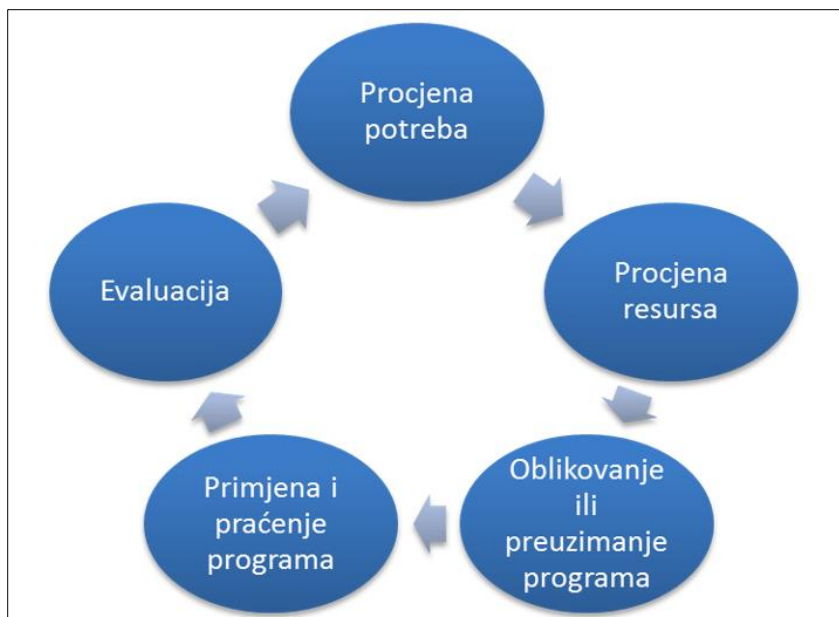 Procjena
potreba
Procjena
resursa
Oblikovanje
ili
preuzimanje
programa
Primjena i
praćenje
programa
Evaluacija